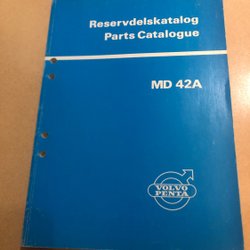 Reservdelskatalog
Parts Catalogue
MD 42A
VOLVO
PENTA